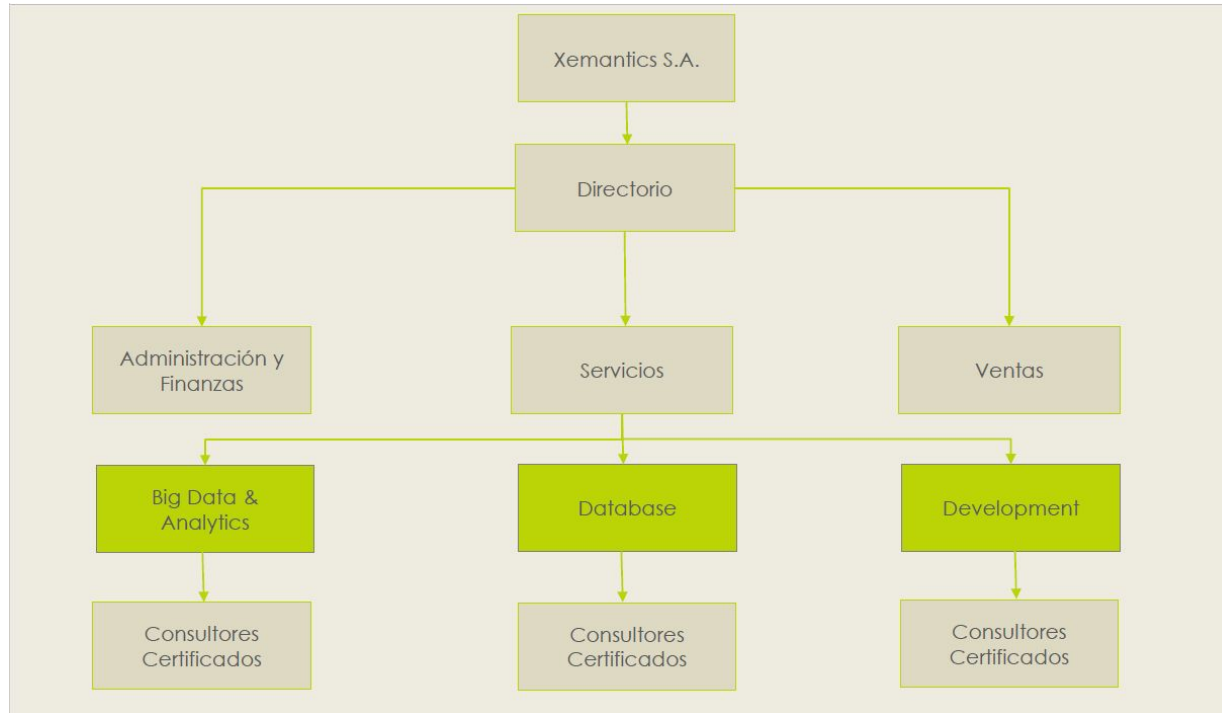 Xemantics S.A.
Directorio
Administración y
Finanzas
Servicios
Ventas
Big Data &
Analytics
Database
Development
Consultores
Certificados
Consultores
Certificados
Consultores
Certificados